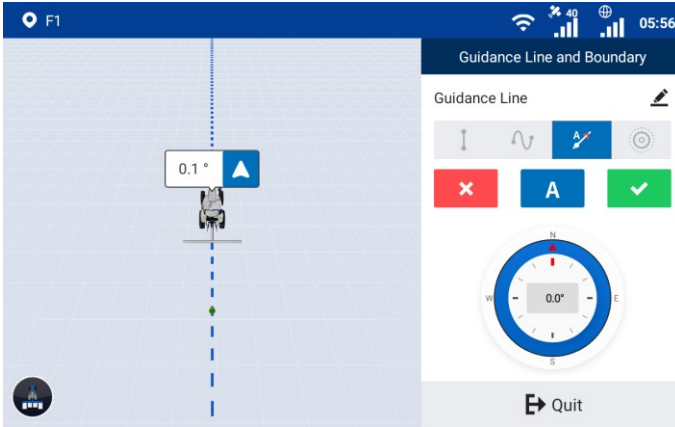 F1
40
05:56
Guidance Line and Boundary
Guidance Line
A
0.1 °
A
N
W
0.0°
E
S
Quit